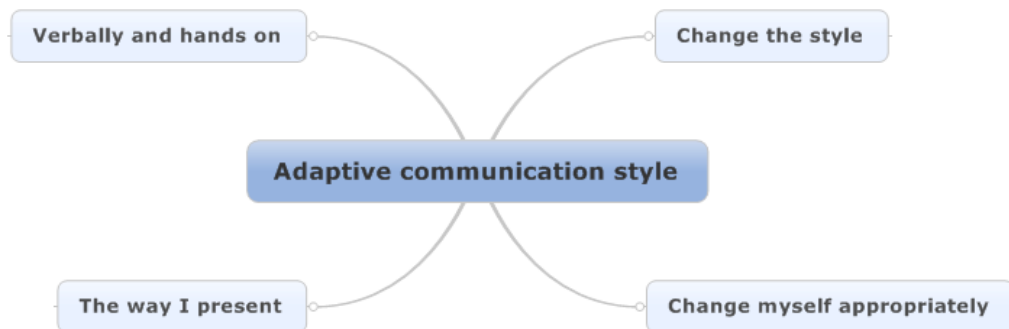 Verbally and hands on
Change the style
Adaptive communication style
The way I present
Change myself appropriately